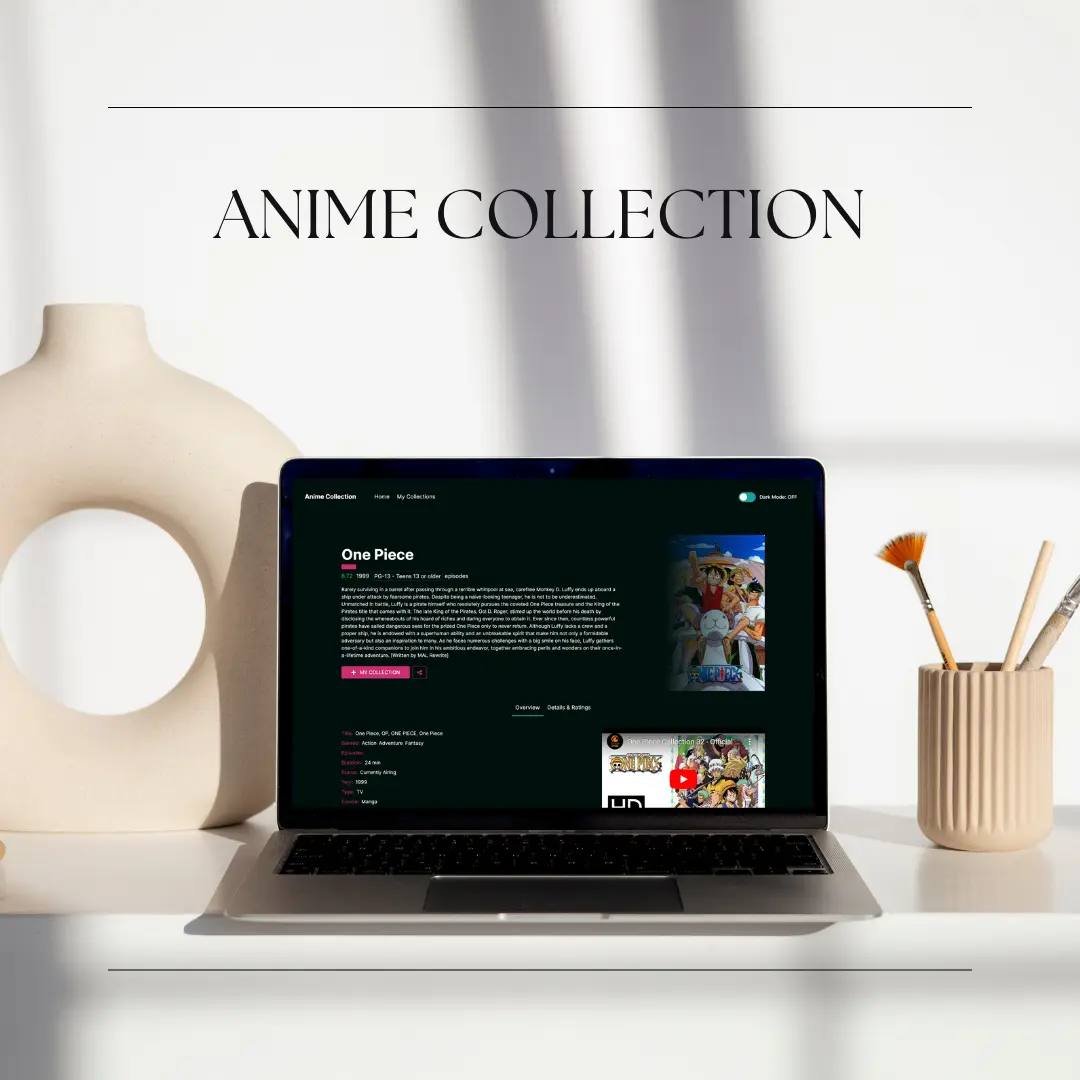 ANIME COLLECTION
Anime Collection Home My Collections Dark Mode: OFF
One Piece
8.72 1999 PG-13 - Teens 13 or older episodes
Barely surviving in a barrel after passing through a terrible whirlpool at sea, carefree Monkey D. Luffy ends up aboard a
ship under attack by fearsome pirates. Despite being a naive-looking teenager, he is not to be underestimated.
Unmatched in battle, Luffy is a pirate himself who resolutely pursues the coveted One Piece treasure and the King of the
Pirates title that comes with it. The late King of the Pirates, Gol D. Roger, stirred up the world before his death by
disclosing the whereabouts of his hoard of riches and daring everyone to obtain it. Ever since then, countless powerful
pirates have sailed dangerous seas for the prized One Piece only to never return. Although Luffy lacks a crew and a
proper ship, he is endowed with a superhuman ability and an unbreakable spirit that make him not only a formidable
adversary but also an inspiration to many. As he faces numerous challenges with a big smile on his face, Luffy gathers
one-of-a-kind companions to join him in his ambitious endeavor, together embracing perils and wonders on their once-in-
a-lifetime adventure. [Written by MAL Rewrite]
+ MY COLLECTION
ONE PIECE
Overview Details & Ratings
Title: One Piece, OP, ONE PIECE, One Piece
Genres: Action Adventure Fantasy
Episodes:
Duration: 24 min
Status: Currently Airing
Year: 1999
Type: TV
Source: Manga
One Piece Collection 32 - Official
ONE PIECE
HD